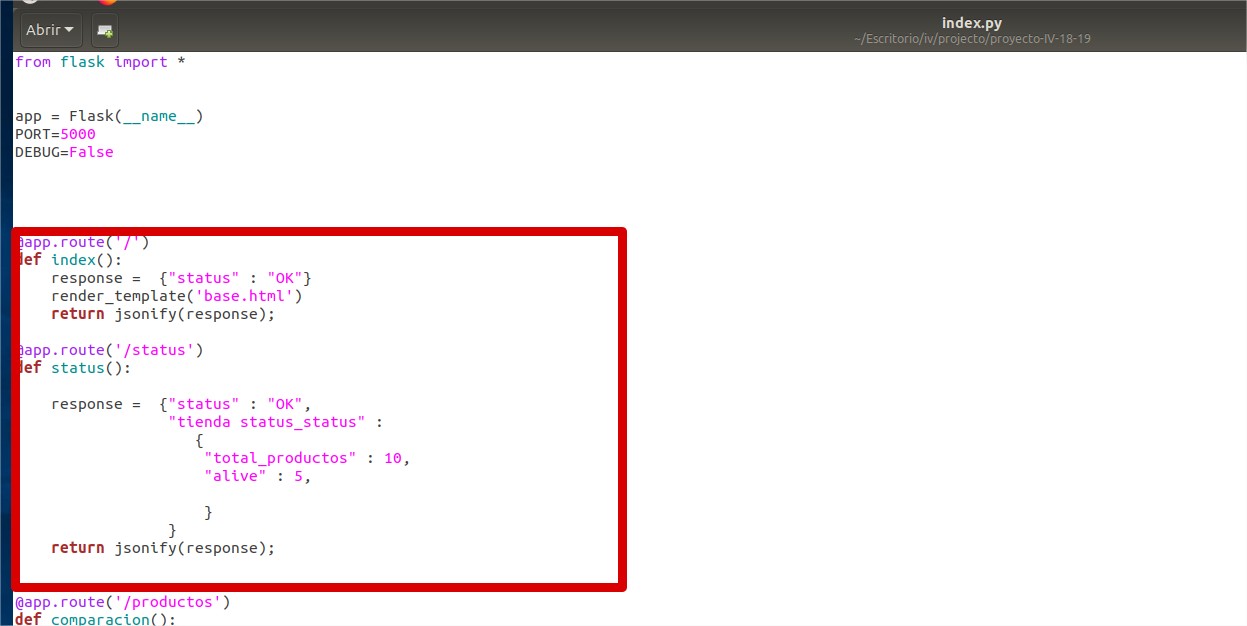 Abrir
index.py
~/Escritorio/iv/projecto/proyecto-IV-18-19
from flask import *
app = Flask(__name__)
PORT=5000
DEBUG=False
@app.route('/')
def index():
response =  {"status" : "OK"}
render_template('base.html')
return jsonify(response);
@app.route('/status')
def status():
response =  {"status" : "OK",
"tienda status_status" :
{
"total_productos" : 10,
"alive" : 5,
}
}
return jsonify(response);
@app.route('/productos')
def comparacion():